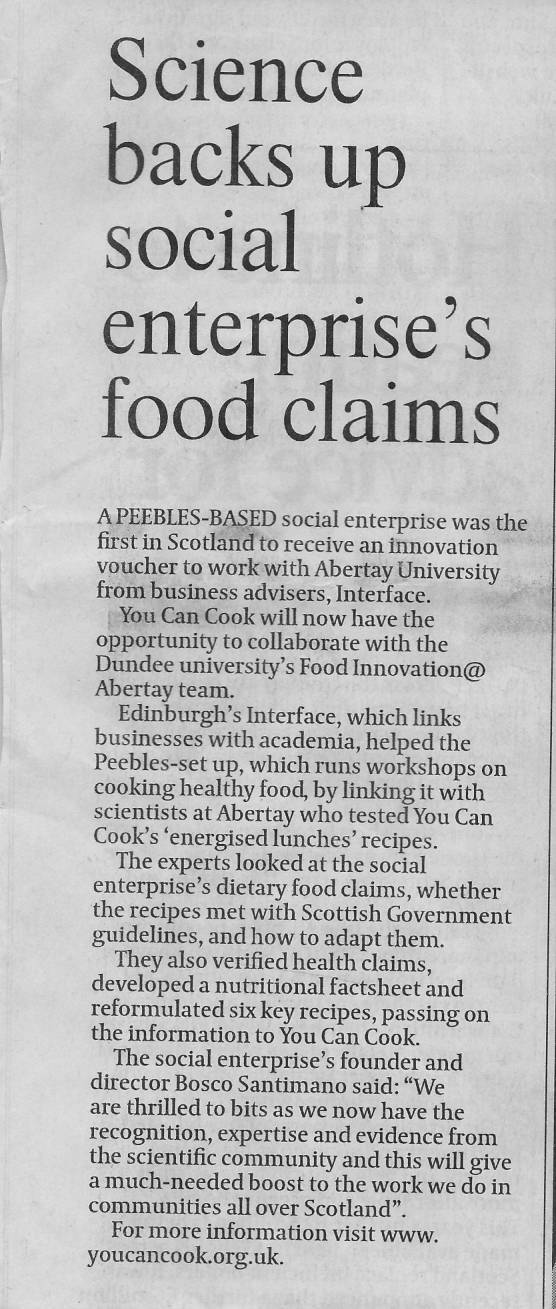 Science
backs up
social
enterprise's
food claims
A PEEBLES-BASED social enterprise was the
first in Scotland to receive an innovation
voucher to work with Abertay University
from business advisers, Interface.
You Can Cook will now have the
opportunity to collaborate with the
Dundee university's Food Innovation@
Abertay team.
Edinburgh's Interface, which links
businesses with academia, helped the
Peebles-set up, which runs workshops on
cooking healthy food, by linking it with
scientists at Abertay who tested You Can
Cook's 'energised lunches' recipes.
The experts looked at the social
enterprise's dietary food claims, whether
the recipes met with Scottish Government
guidelines, and how to adapt them.
They also verified health claims,
developed a nutritional factsheet and
reformulated six key recipes, passing on
the information to You Can Cook.
The social enterprise's founder and
director Bosco Santimano said: “We
are thrilled to bits as we now have the
recognition, expertise and evidence from
the scientific community and this will give
a much-needed boost to the work we do in
communities all over Scotland”.
For more information visit www.
youcancook.org.uk.